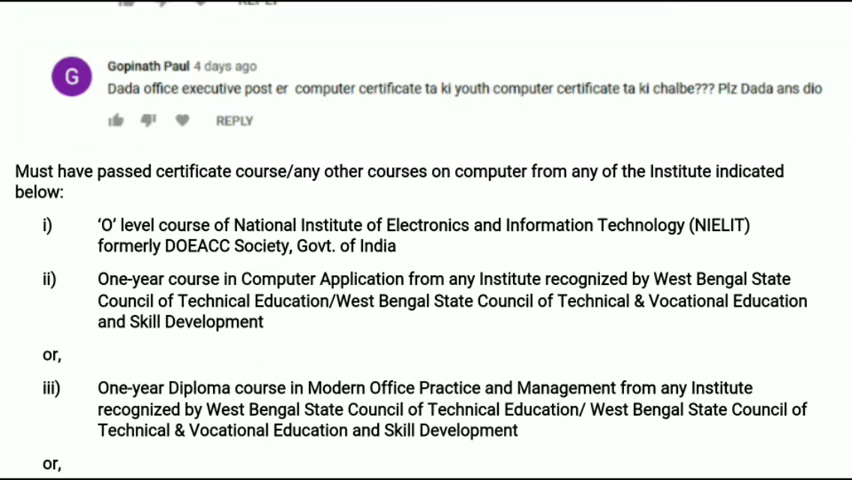 G
Gopinath Paul 4 days ago
Dada office executive post er computer certificate ta ki youth computer certificate ta ki chalbe??? Plz Dada ans dio
REPLY
Must have passed certificate course/any other courses on computer from any of the Institute indicated
below:
i) 'O' level course of National Institute of Electronics and Information Technology (NIELIT)
formerly DOEACC Society, Govt. of India
ii) One-year course in Computer Application from any Institute recognized by West Bengal State
Council of Technical Education/West Bengal State Council of Technical & Vocational Education
and Skill Development
or,
iii) One-year Diploma course in Modern Office Practice and Management from any Institute
recognized by West Bengal State Council of Technical Education/ West Bengal State Council of
Technical & Vocational Education and Skill Development
or,